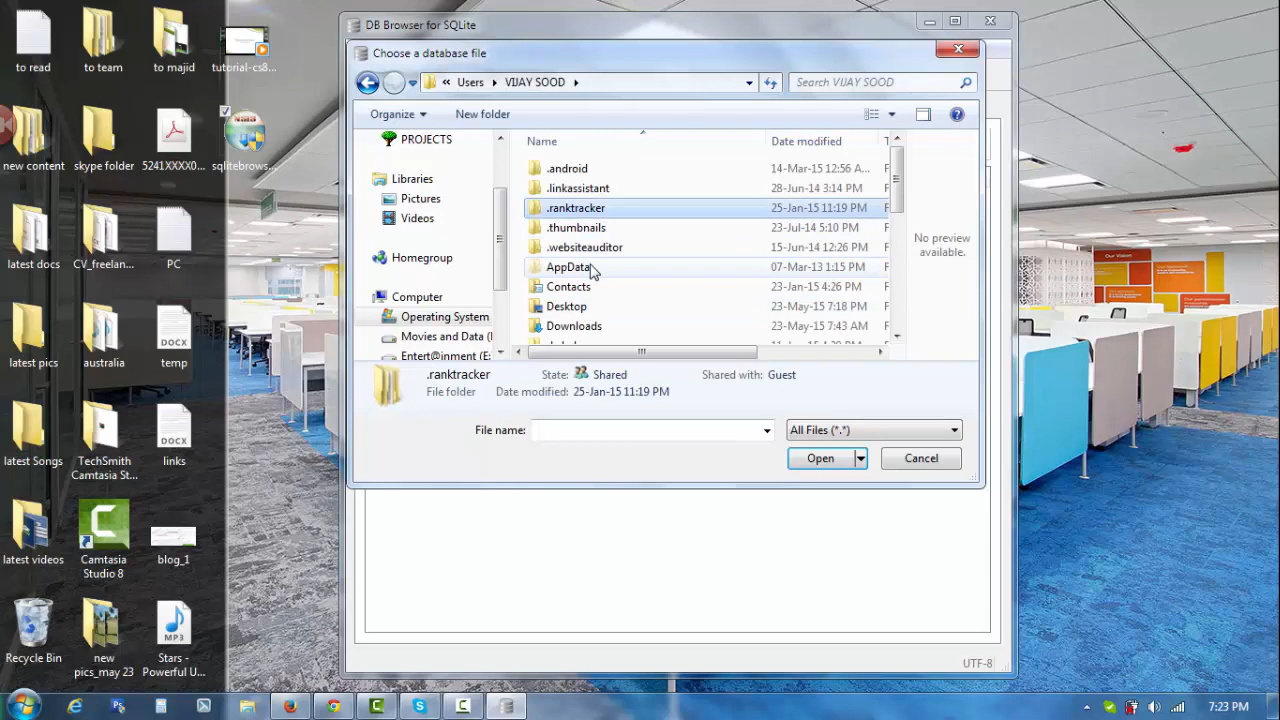 to read
to team
to majid
tutorial-cs8...
new content
skype folder
5241XXXX0...
sqlitebrows...
latest docs
CV_freelan...
PC
latest pics
australia
temp
latest Songs
TechSmith
Camtasia St...
links
latest videos
Camtasia
Studio 8
blog_1
Recycle Bin
new
pics_may 23
Stars -
Powerful U...
DB Browser for SQLite
Choose a database file
« Users VIJAY SOOD
Search VIJAY SOOD
Organize New folder
PROJECTS
Libraries
Pictures
Videos
Homegroup
Computer
Operating System
Movies and Data (
Entert@inment (E:
Name Date modified
.android 14-Mar-15 12:56 A... F
.linkassistant 28-Jun-14 3:14 PM F
.ranktracker 25-Jan-15 11:19 PM F
.thumbnails 23-Jul-14 5:10 PM F
.websiteauditor 15-Jun-14 12:26 PM F
AppData 07-Mar-13 1:15 PM F
Contacts 23-Jan-15 4:26 PM F
Desktop 23-May-15 7:18 PM F
Downloads 23-May-15 7:43 AM F
No preview
available.
.ranktracker State: Shared Shared with: Guest
File folder Date modified: 25-Jan-15 11:19 PM
File name: All Files (*.*)
Open Cancel
UTF-8
7:23 PM